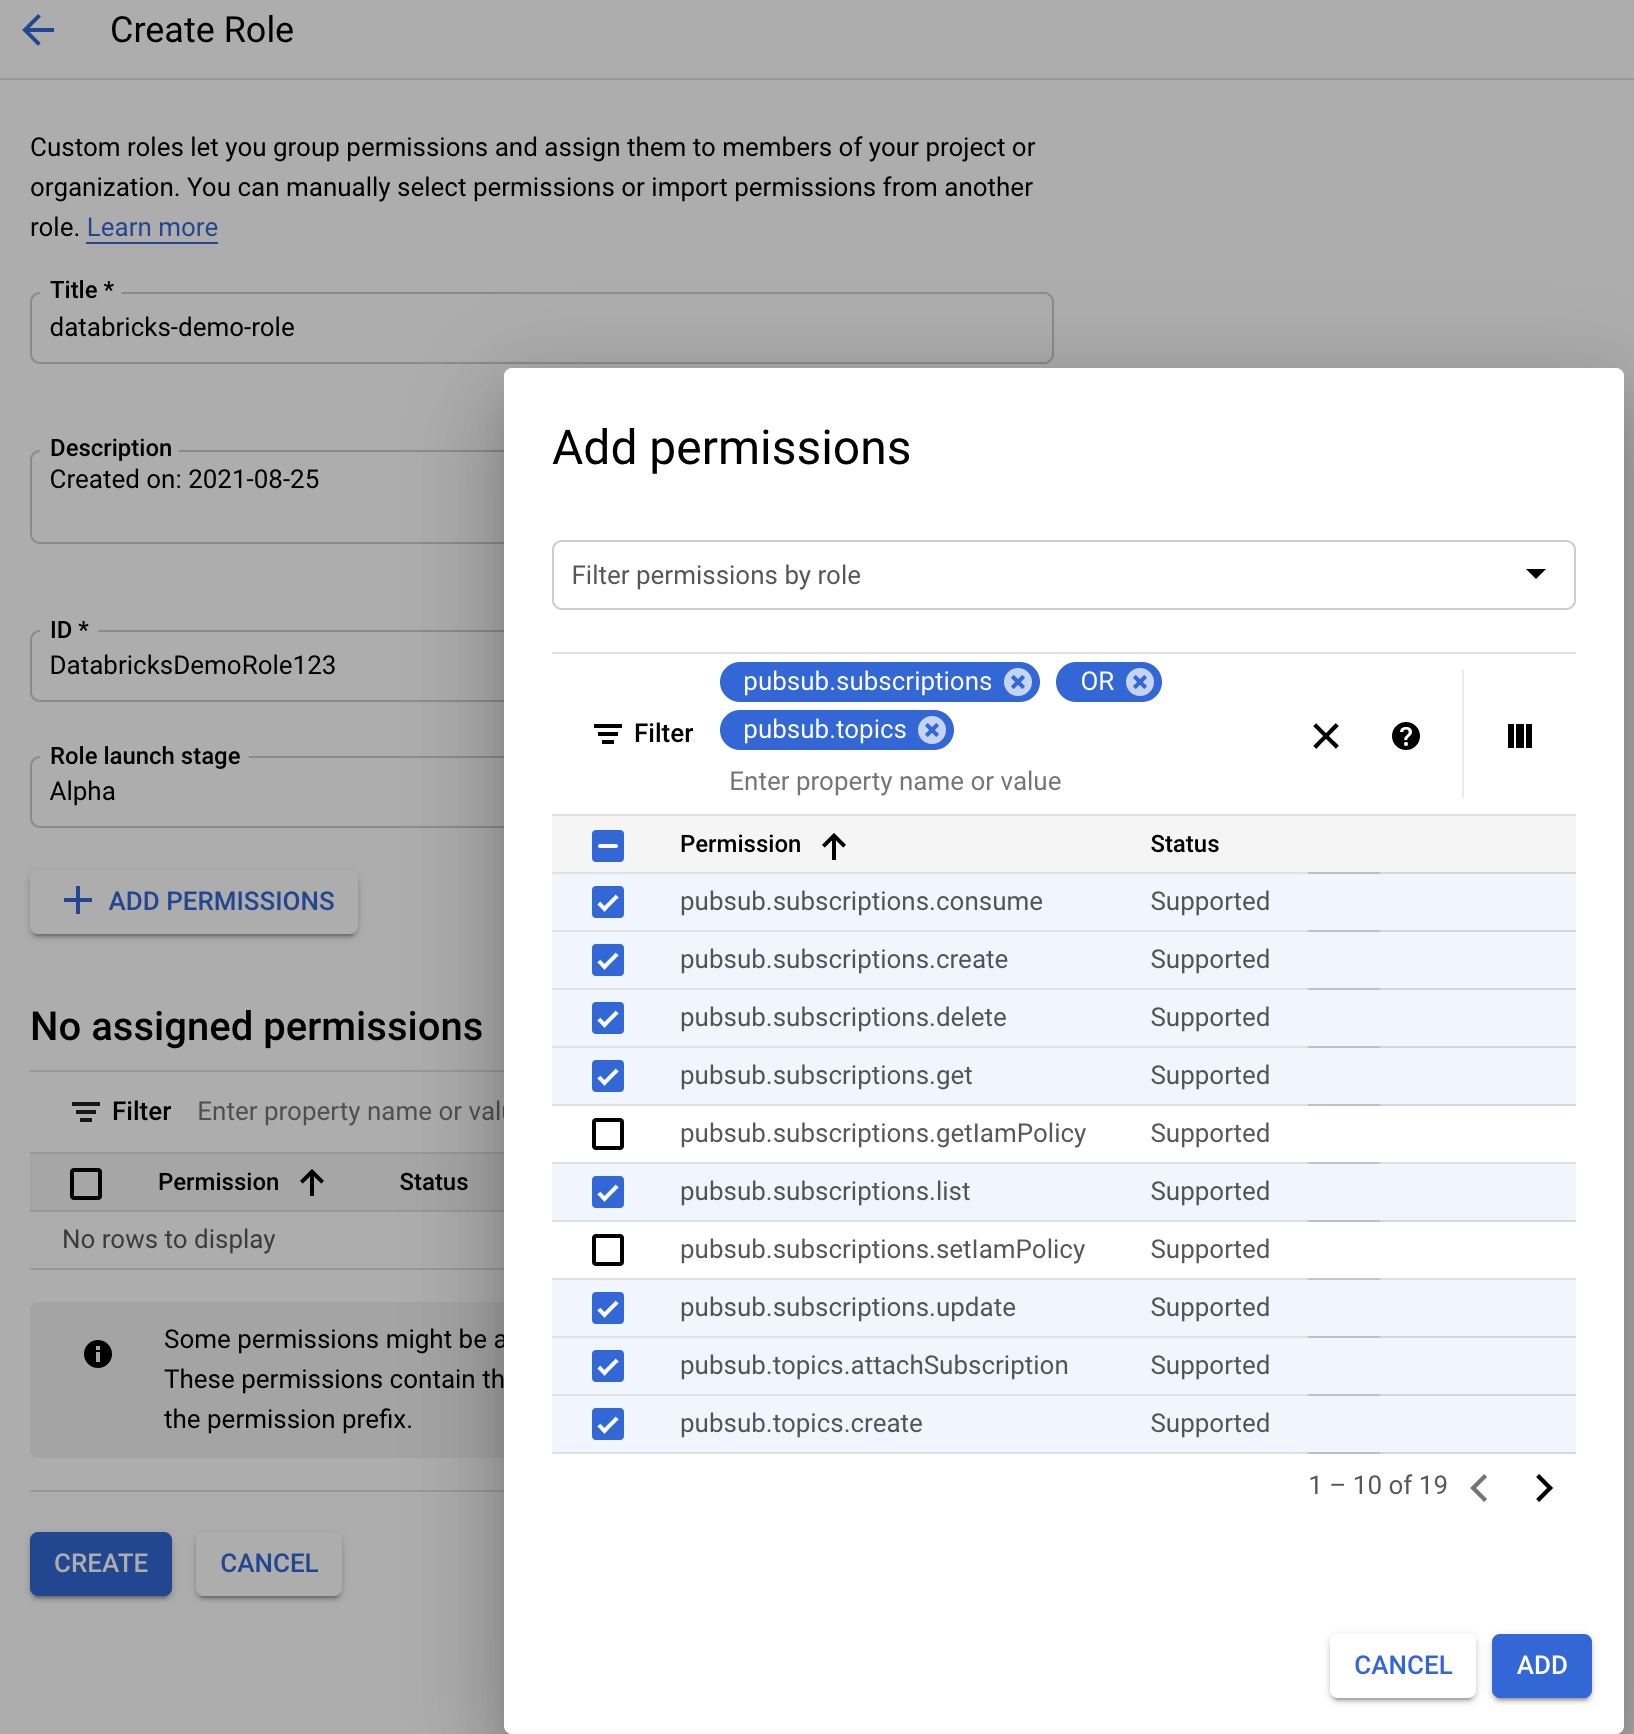 Create Role
Custom roles let you group permissions and assign them to members of your project or
organization. You can manually select permissions or import permissions from another
role. Learn more
Title *
databricks-demo-role
Description
Created on: 2021-08-25
ID *
DatabricksDemoRole123
Role launch stage
Alpha
ADD PERMISSIONS
No assigned permissions
Filter Enter property name or
Permission Status
No rows to display
Some permissions might be
These permissions contain
the permission prefix.
CREATE CANCEL
Add permissions
Filter permissions by role
pubsub.subscriptions OR
Filter pubsub.topics
Enter property name or value
Permission Status
pubsub.subscriptions.consume Supported
pubsub.subscriptions.create Supported
pubsub.subscriptions.delete Supported
pubsub.subscriptions.get Supported
pubsub.subscriptions.getIamPolicy Supported
pubsub.subscriptions.list Supported
pubsub.subscriptions.setIamPolicy Supported
pubsub.subscriptions.update Supported
pubsub.topics.attachSubscription Supported
pubsub.topics.create Supported
1 – 10 of 19
CANCEL ADD